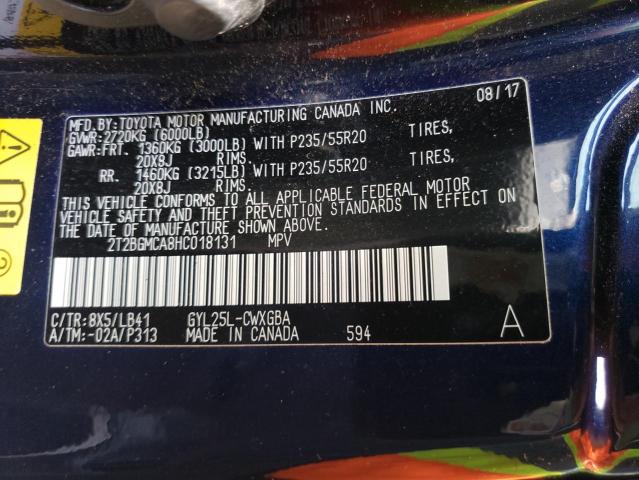 MFD.BY: TOYOTA MOTOR MANUFACTURING CANADA INC. 08/17
GVWR: 2720KG (6000LB)
GAWR: FRT. 1360KG (3000LB) WITH P235/55R20 TIRES,
20X8J RIMS.
RR. 1460KG (3215LB) WITH P235/55R20 TIRES,
20X8J RIMS.
THIS VEHICLE CONFORMS TO ALL APPLICABLE FEDERAL MOTOR
VEHICLE SAFETY AND THEFT PREVENTION STANDARDS IN EFFECT ON
THE DATE OF MANUFACTURE SHOWN ABOVE.
2T2BGMCA8HC018131 MPV
C/TR: 8X5/LB41 GYL25L-CWXGBA
A/TM: -02A/P313 MADE IN CANADA 594 A